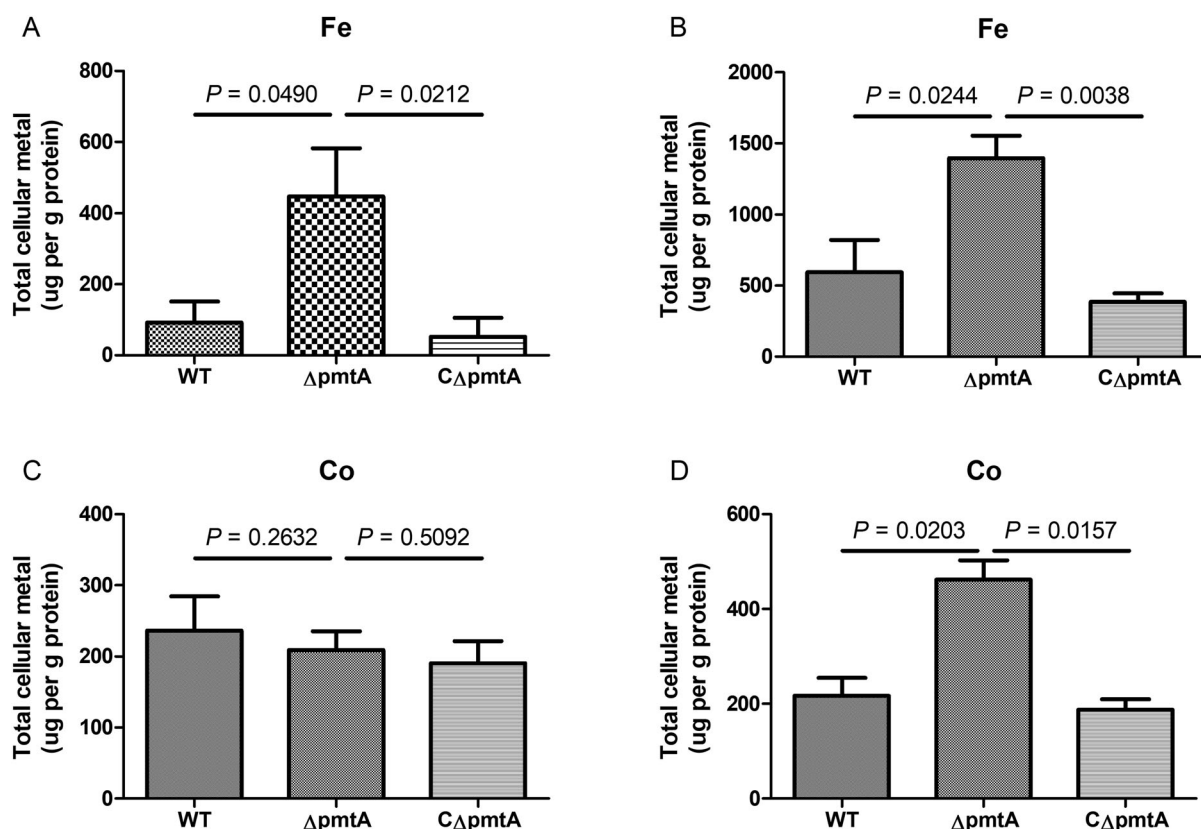 A
Fe
Total cellular metal
(ug per g protein)
800
600
400
200
0
P = 0.0490
P = 0.0212
WT
ΔpmtA
CΔpmtA
B
Fe
Total cellular metal
(ug per g protein)
2000
1500
1000
500
0
P = 0.0244
P = 0.0038
WT
ΔpmtA
CΔpmtA
C
Co
Total cellular metal
(ug per g protein)
400
300
200
100
0
P = 0.2632
P = 0.5092
WT
ΔpmtA
CΔpmtA
D
Co
Total cellular metal
(ug per g protein)
600
400
200
0
P = 0.0203
P = 0.0157
WT
ΔpmtA
CΔpmtA